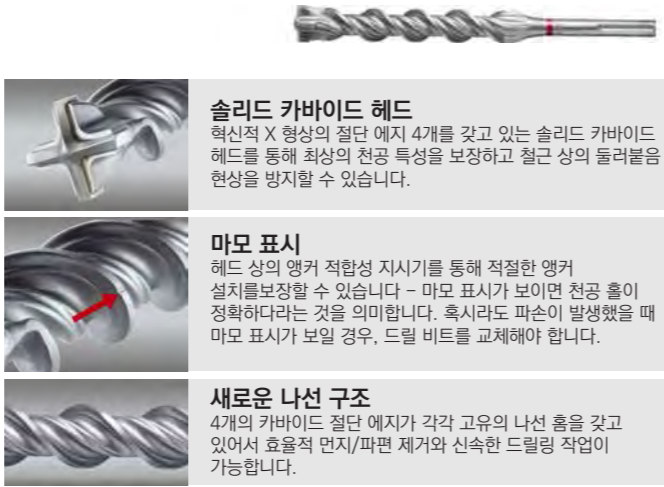 솔리드 카바이드 헤드
혁신적 X 형상의 절단 에지 4개를 갖고 있는 솔리드 카바이드
헤드를 통해 최상의 천공 특성을 보장하고 철근 상의 둘러붙음
현상을 방지할 수 있습니다.
마모 표시
헤드 상의 앵커 적합성 지시기를 통해 적절한 앵커
설치를보장할 수 있습니다 - 마모 표시가 보이면 천공 홀이
정확하다라는 것을 의미합니다. 혹시라도 파손이 발생했을 때
마모 표시가 보일 경우, 드릴 비트를 교체해야 합니다.
새로운 나선 구조
4개의 카바이드 절단 에지가 각각 고유의 나선 홈을 갖고
있어서 효율적 먼지/파편 제거와 신속한 드릴링 작업이
가능합니다.